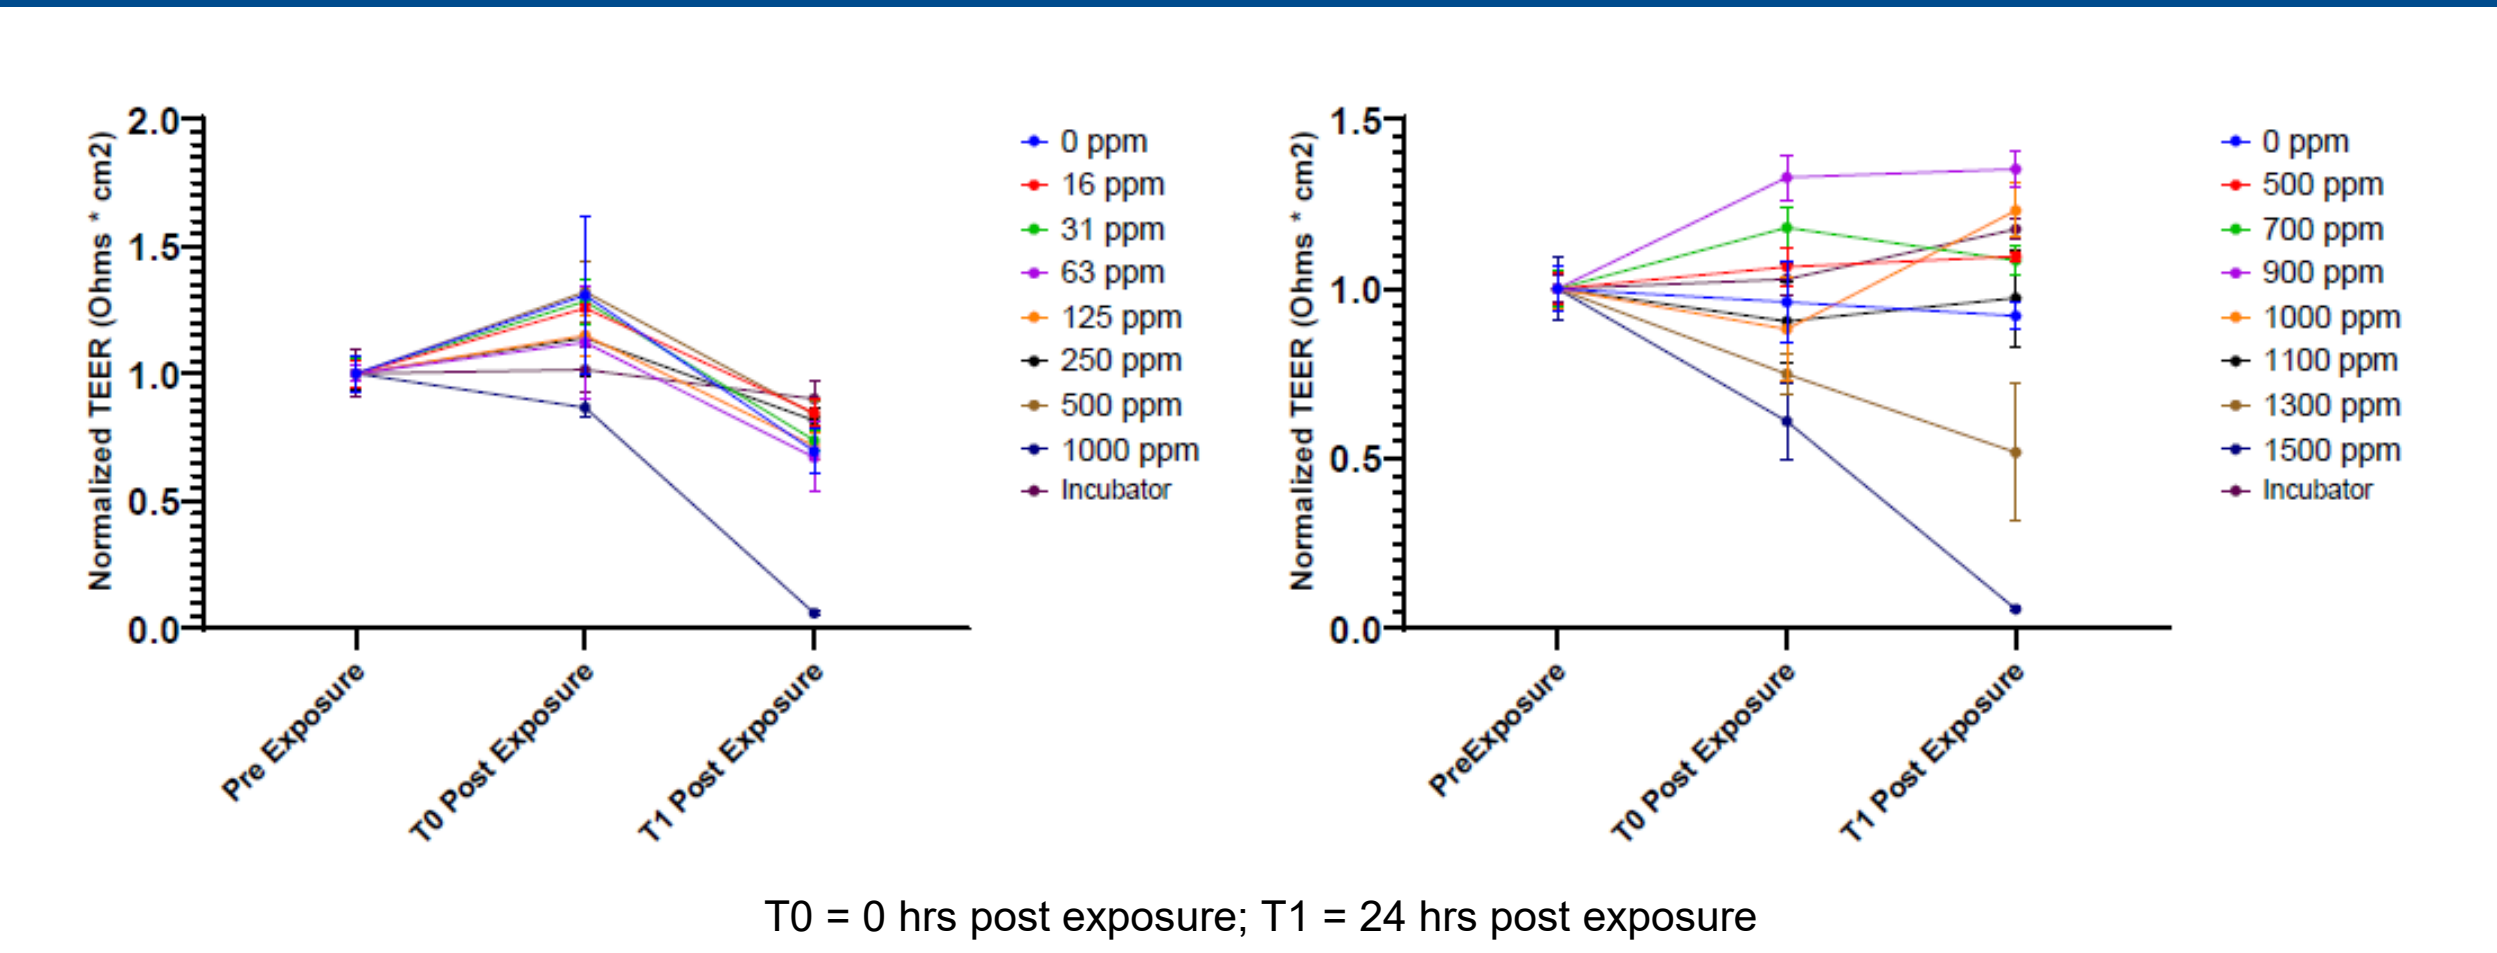 Normalized TEER (Ohms * cm2)
2.0
1.5
1.0
0.5
0.0
Pre Exposure
T0 Post Exposure
T1 Post Exposure
0 ppm
16 ppm
31 ppm
63 ppm
125 ppm
250 ppm
500 ppm
1000 ppm
Incubator
Normalized TEER (Ohms * cm2)
1.5
1.0
0.5
0.0
PreExposure
T0 Post Exposure
T1 Post Exposure
0 ppm
500 ppm
700 ppm
900 ppm
1000 ppm
1100 ppm
1300 ppm
1500 ppm
Incubator
T0 = 0 hrs post exposure; T1 = 24 hrs post exposure